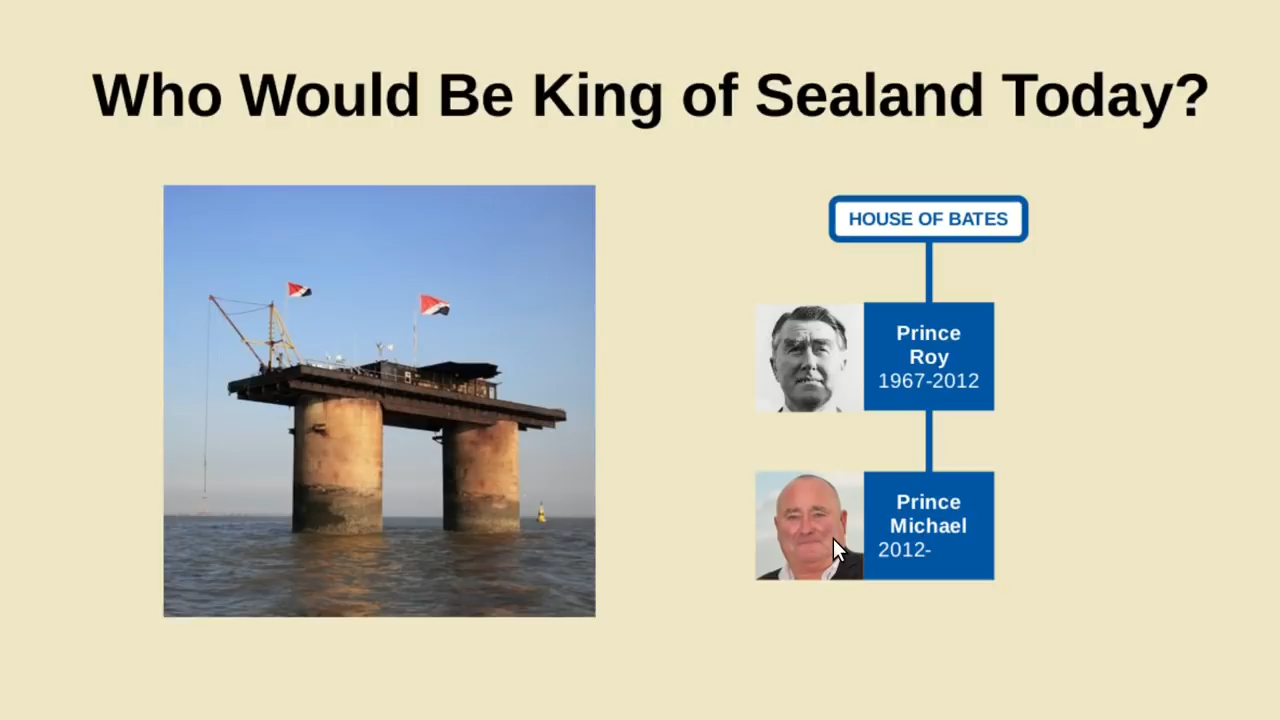 Who Would Be King of Sealand Today?
HOUSE OF BATES
Prince
Roy
1967-2012
Prince
Michael
2012-